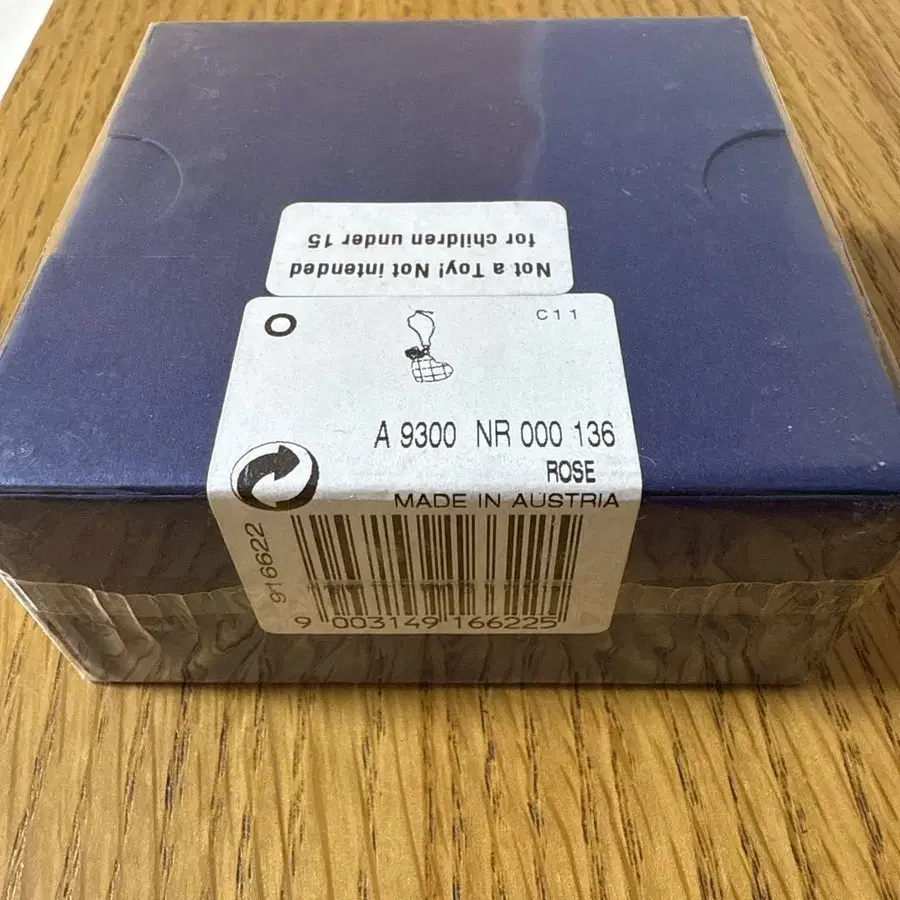 Not a Toy! Not intended
for children under 15
C11
A 9300 NR 000 136
ROSE
MADE IN AUSTRIA
916622
9 003149 166225